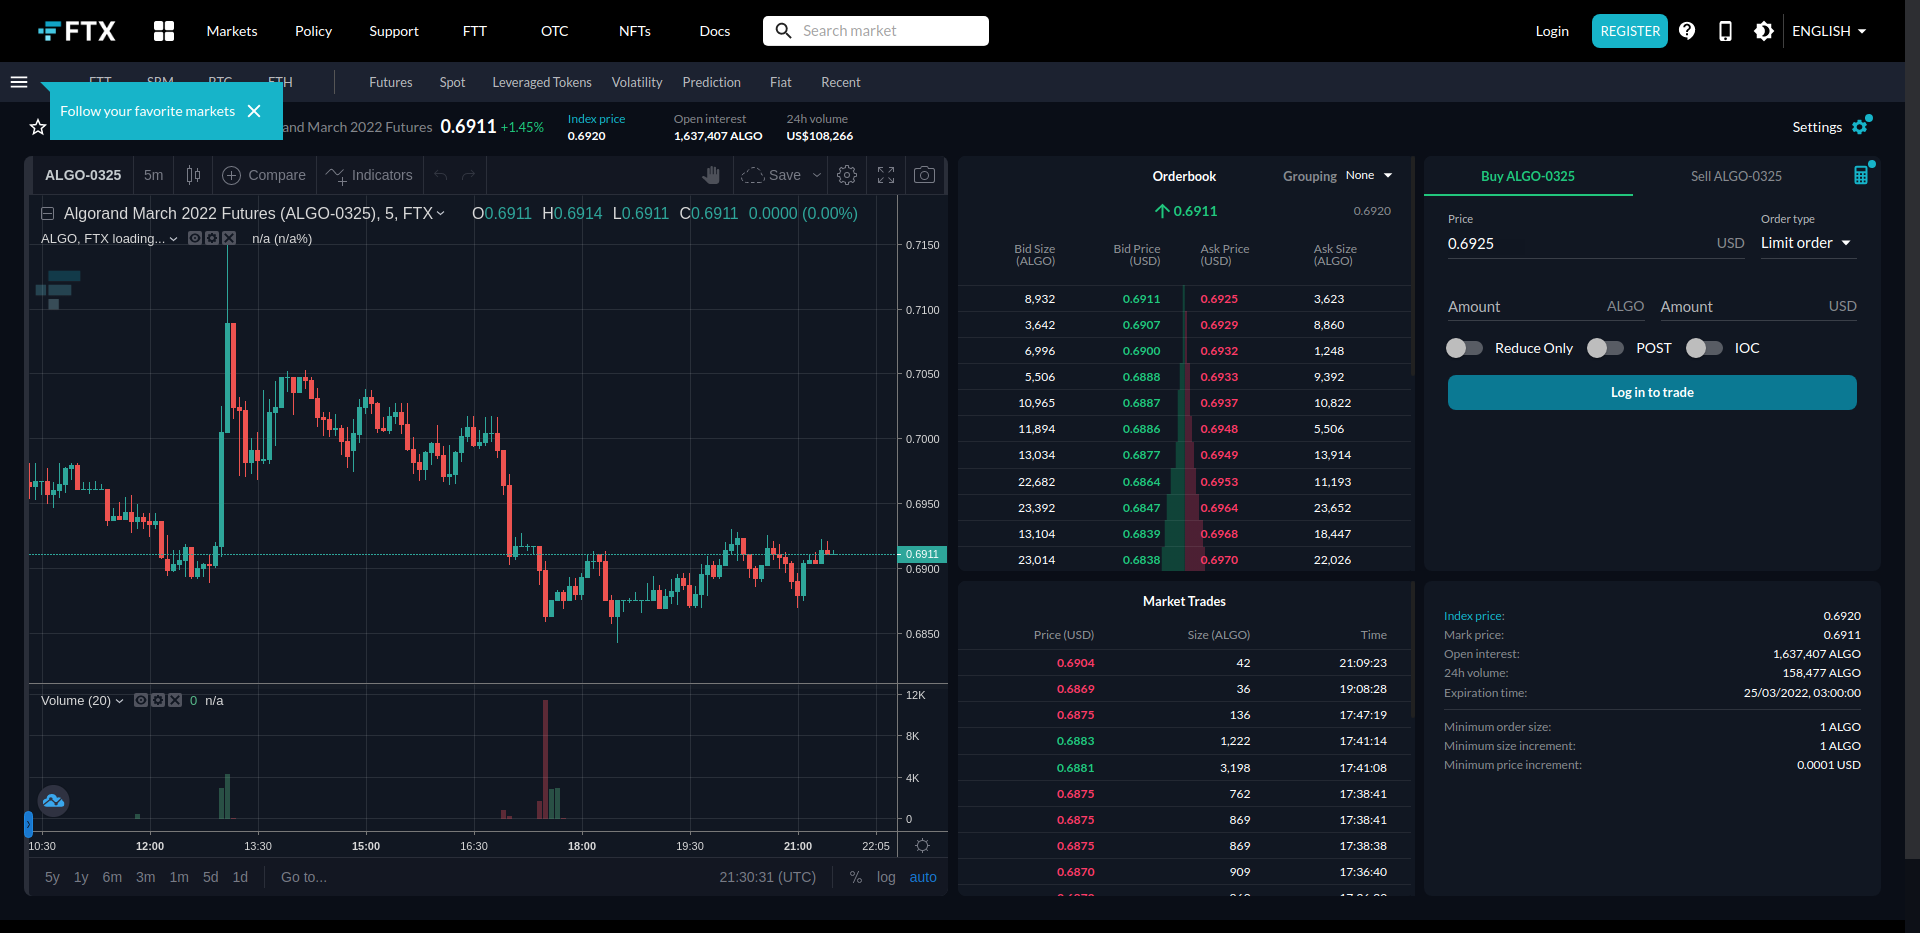 FTX
Markets
Policy
Support
FTT
OTC
NFTs
Docs
Search market
Login
REGISTER
ENGLISH
FTT
SRM
BTC
ETH
Futures
Spot
Leveraged Tokens
Volatility
Prediction
Fiat
Recent
Follow your favorite markets
and March 2022 Futures
0.6911
+1.45%
Index price
0.6920
Open interest
1,637,407 ALGO
24h volume
US$108,266
Settings
ALGO-0325
5m
Compare
Indicators
Save
Algorand March 2022 Futures (ALGO-0325), 5, FTX
O0.6911 H0.6914 L0.6911 C0.6911 0.0000 (0.00%)
ALGO, FTX loading...
n/a (n/a%)
0.7150
0.7100
0.7050
0.7000
0.6950
0.6911
0.6900
0.6850
Volume (20)
0 n/a
12K
8K
4K
0
10:30
12:00
13:30
15:00
16:30
18:00
19:30
21:00
22:05
5y 1y 6m 3m 1m 5d 1d
Go to...
21:30:31 (UTC)
%
log
auto
Orderbook
Grouping
None
0.6911
0.6920
Bid Size (ALGO)
Bid Price (USD)
Ask Price (USD)
Ask Size (ALGO)
8,932 0.6911 0.6925 3,623
3,642 0.6907 0.6929 8,860
6,996 0.6900 0.6932 1,248
5,506 0.6888 0.6933 9,392
10,965 0.6887 0.6937 10,822
11,894 0.6886 0.6948 5,506
13,034 0.6877 0.6949 13,914
22,682 0.6864 0.6953 11,193
23,392 0.6847 0.6964 23,652
13,104 0.6839 0.6968 18,447
23,014 0.6838 0.6970 22,026
Market Trades
Price (USD) Size (ALGO) Time
0.6904 42 21:09:23
0.6869 36 19:08:28
0.6875 136 17:47:19
0.6883 1,222 17:41:14
0.6881 3,198 17:41:08
0.6875 762 17:38:41
0.6875 869 17:38:41
0.6875 869 17:38:38
0.6870 909 17:36:40
Buy ALGO-0325
Sell ALGO-0325
Price
0.6925
USD
Order type
Limit order
Amount
ALGO
Amount
USD
Reduce Only
POST
IOC
Log in to trade
Index price: 0.6920
Mark price: 0.6911
Open interest: 1,637,407 ALGO
24h volume: 158,477 ALGO
Expiration time: 25/03/2022, 03:00:00
Minimum order size: 1 ALGO
Minimum size increment: 1 ALGO
Minimum price increment: 0.0001 USD